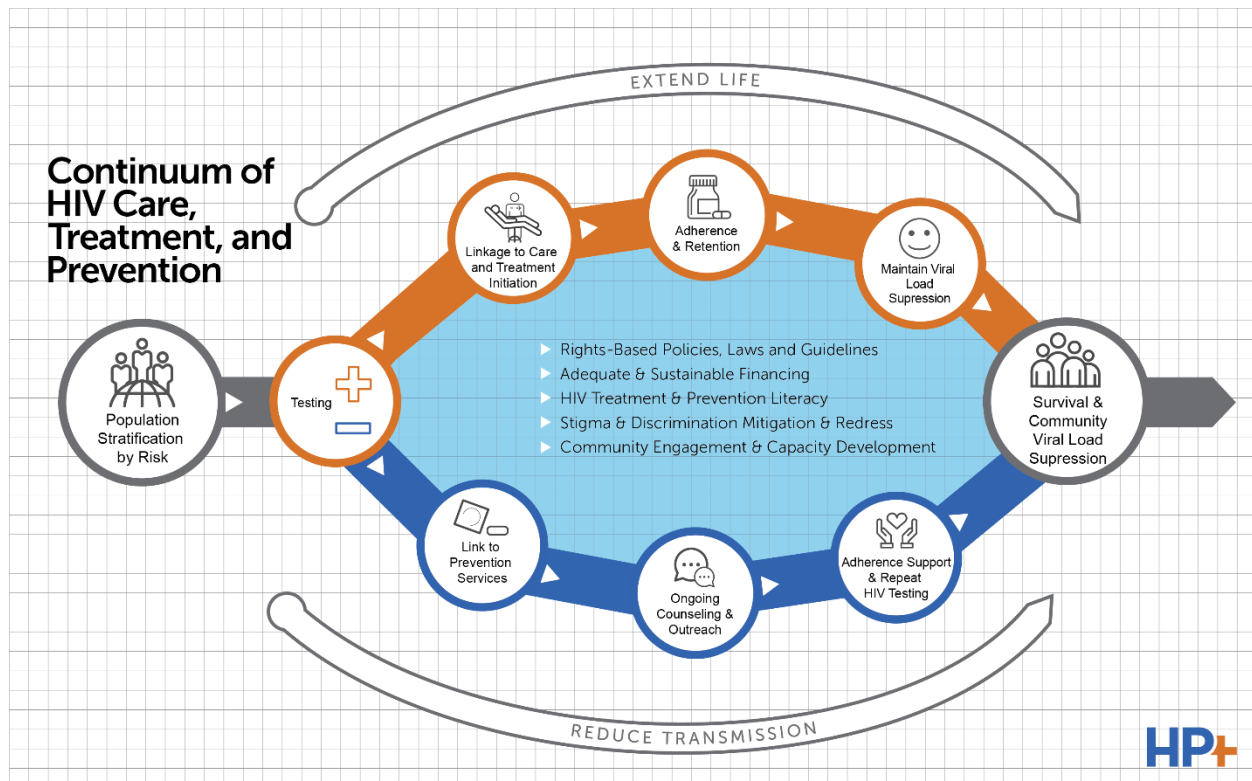 EXTEND LIFE
Continuum of
HIV Care,
Treatment, and
Prevention
Population
Stratification
by Risk
Testing
Linkage to Care
and Treatment
Initiation
Adherence
& Retention
Maintain Viral
Load
Supression
Rights-Based Policies, Laws and Guidelines
Adequate & Sustainable Financing
HIV Treatment & Prevention Literacy
Stigma & Discrimination Mitigation & Redress
Community Engagement & Capacity Development
Link to
Prevention
Services
Ongoing
Counseling &
Outreach
Adherence Support
& Repeat
HIV Testing
Survival &
Community
Viral Load
Supression
REDUCE TRANSMISSION
HP+